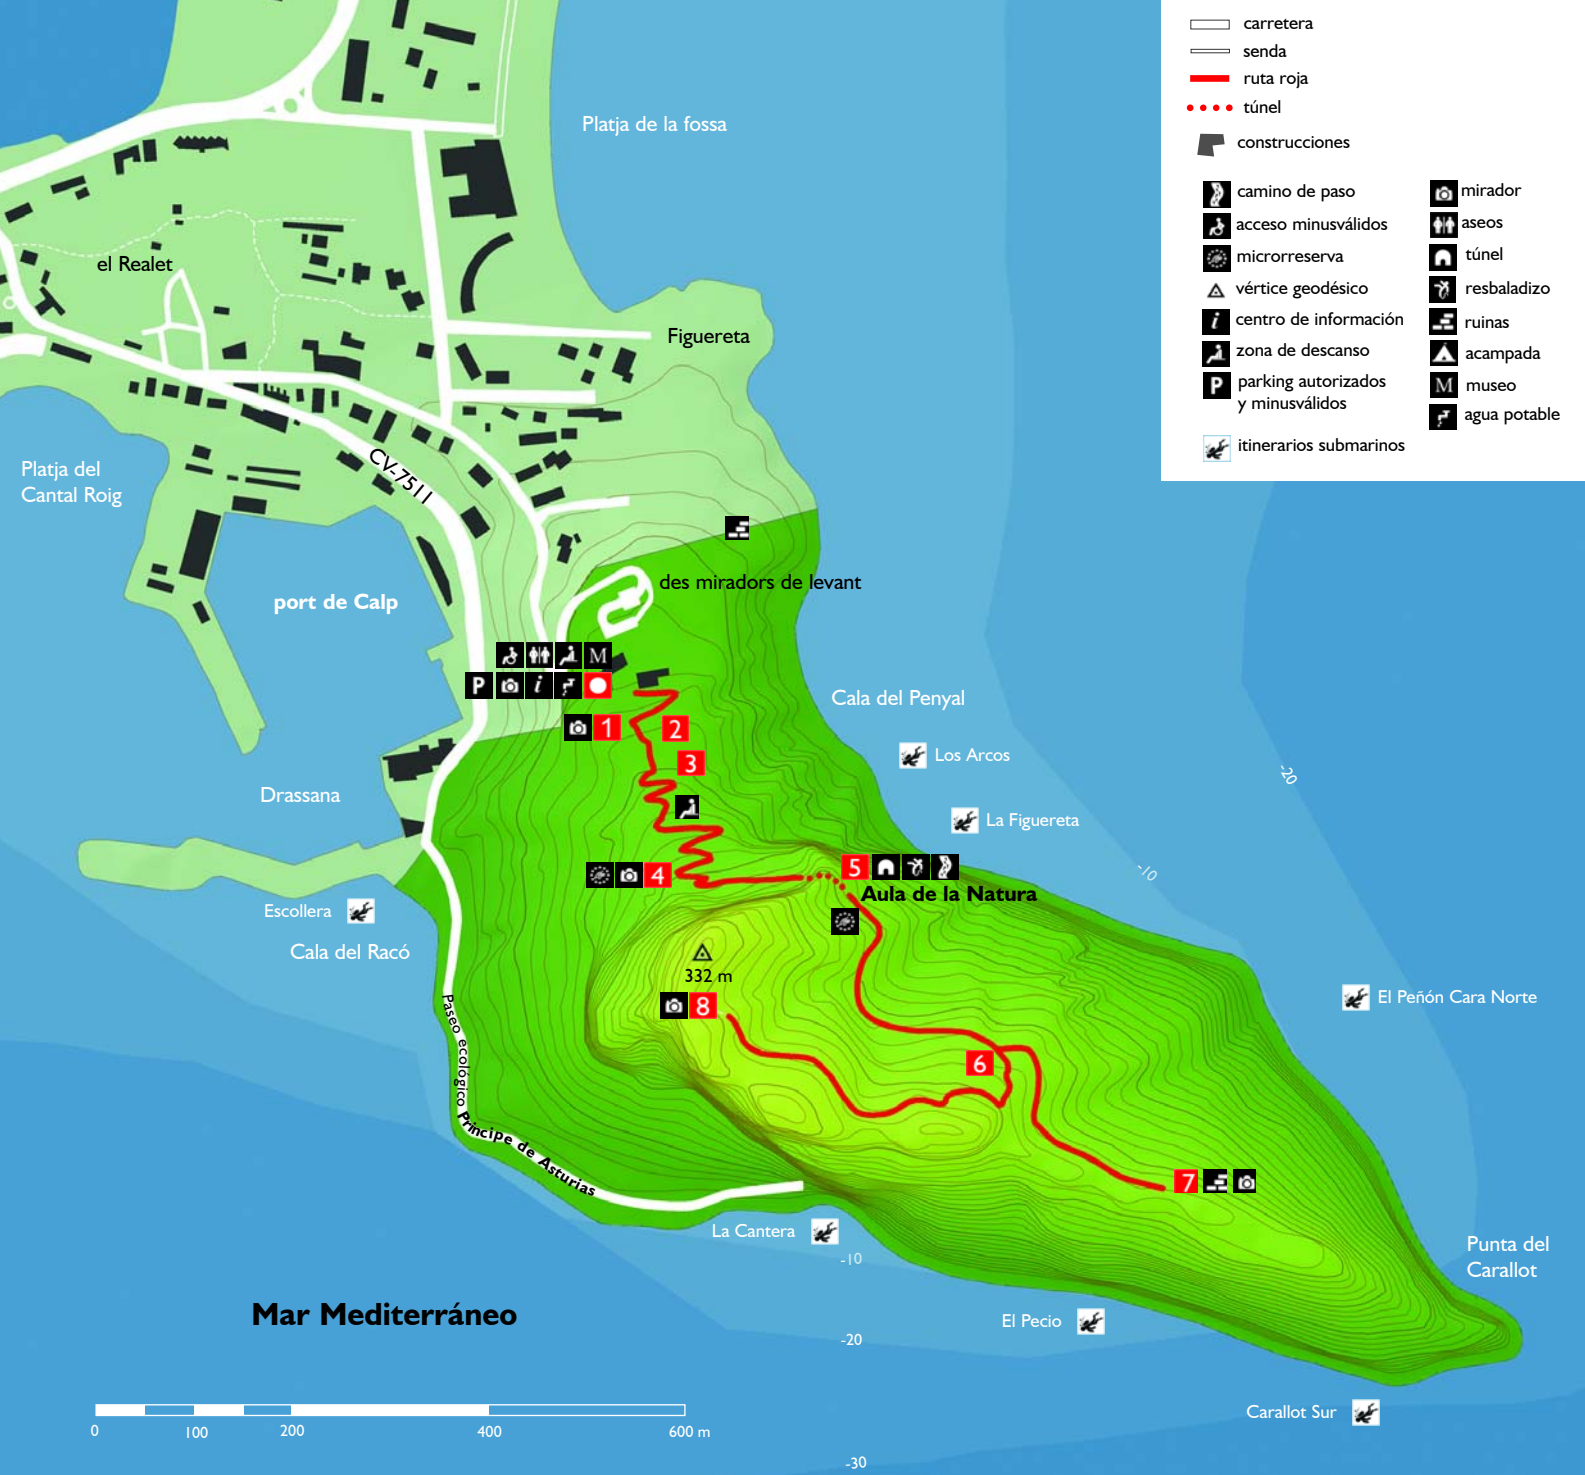 carretera
senda
ruta roja
túnel
construcciones
camino de paso
acceso minusválidos
microrreserva
vértice geodésico
i
centro de información
zona de descanso
P
parking autorizados
y minusválidos
itinerarios submarinos
mirador
aseos
túnel
resbaladizo
ruinas
acampada
M
museo
agua potable
Platja de la fossa
el Realet
Figuereta
Platja del
Cantal Roig
CV-7511
port de Calp
des miradors de levant
M
P
i
1
2
3
Cala del Penyal
Los Arcos
-20
Drassana
La Figuereta
4
5
-10
Aula de la Natura
Escollera
Cala del Racó
332 m
8
El Peñón Cara Norte
Paseo ecológico Príncipe de Asturias
6
7
La Cantera
-10
Punta del
Carallot
Mar Mediterráneo
El Pecio
-20
0
100
200
400
600 m
Carallot Sur
-30